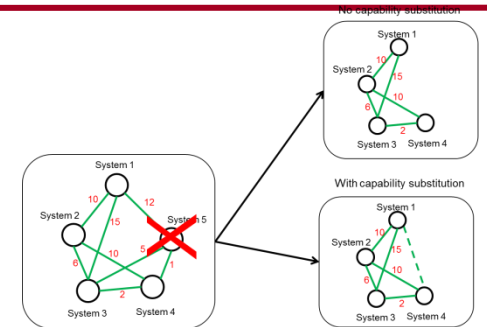 No capability substitution
System 1
10
System 2
15
10
6
2
System 3
System 4
System 1
10
12
System 2
15
System 5
10
5
6
1
2
System 3
System 4
With capability substitution
System 1
10
System 2
15
10
6
2
System 3
System 4